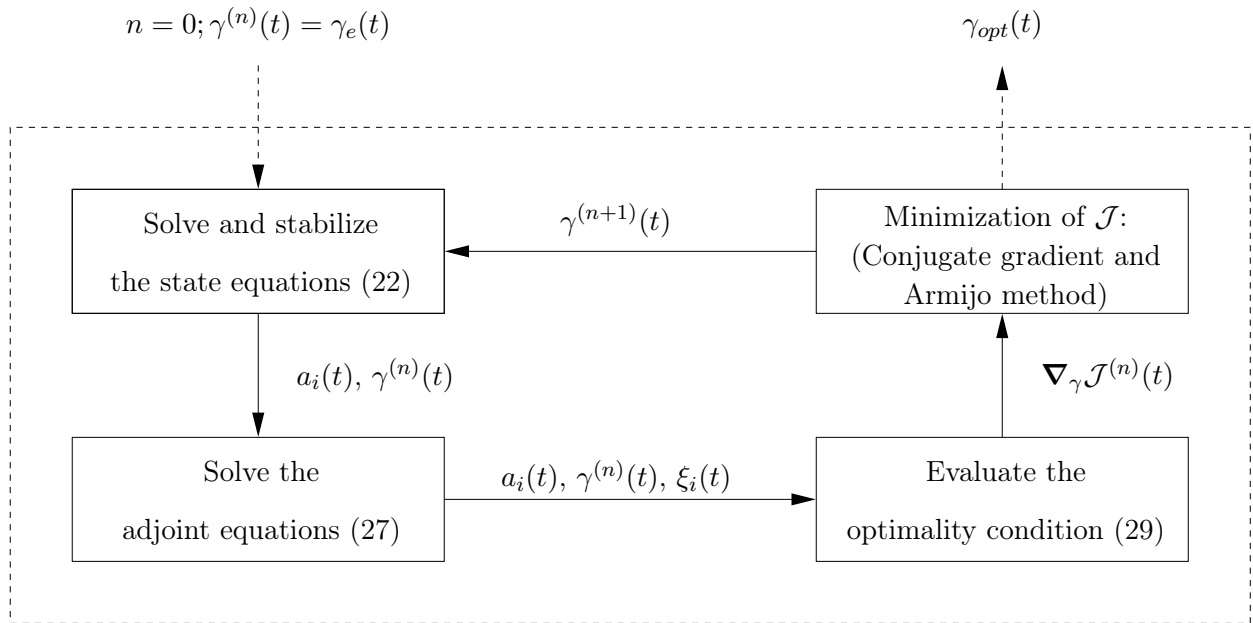 n = 0; γ^(n)(t) = γ_e(t)
γ_opt(t)
Solve and stabilize
the state equations (22)
γ^(n+1)(t)
Minimization of 𝒥:
(Conjugate gradient and
Armijo method)
a_i(t), γ^(n)(t)
∇_γ 𝒥^(n)(t)
Solve the
adjoint equations (27)
a_i(t), γ^(n)(t), ξ_i(t)
Evaluate the
optimality condition (29)